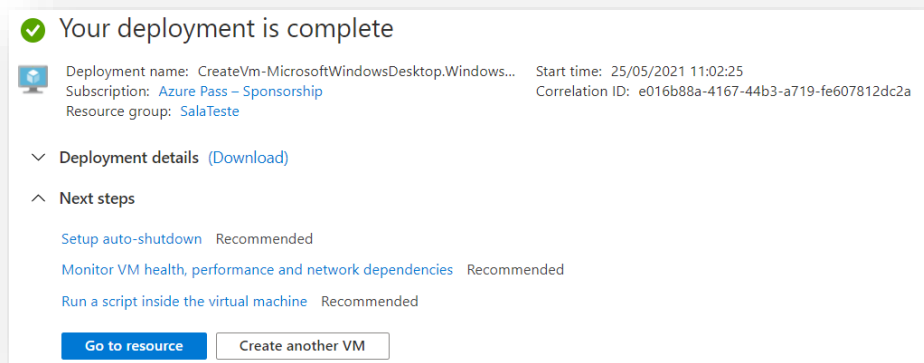 Your deployment is complete
Deployment name: CreateVm-MicrosoftWindowsDesktop.Windows... Start time: 25/05/2021 11:02:25
Subscription: Azure Pass – Sponsorship Correlation ID: e016b88a-4167-44b3-a719-fe607812dc2a
Resource group: SalaTeste
Deployment details (Download)
Next steps
Setup auto-shutdown Recommended
Monitor VM health, performance and network dependencies Recommended
Run a script inside the virtual machine Recommended
Go to resource Create another VM